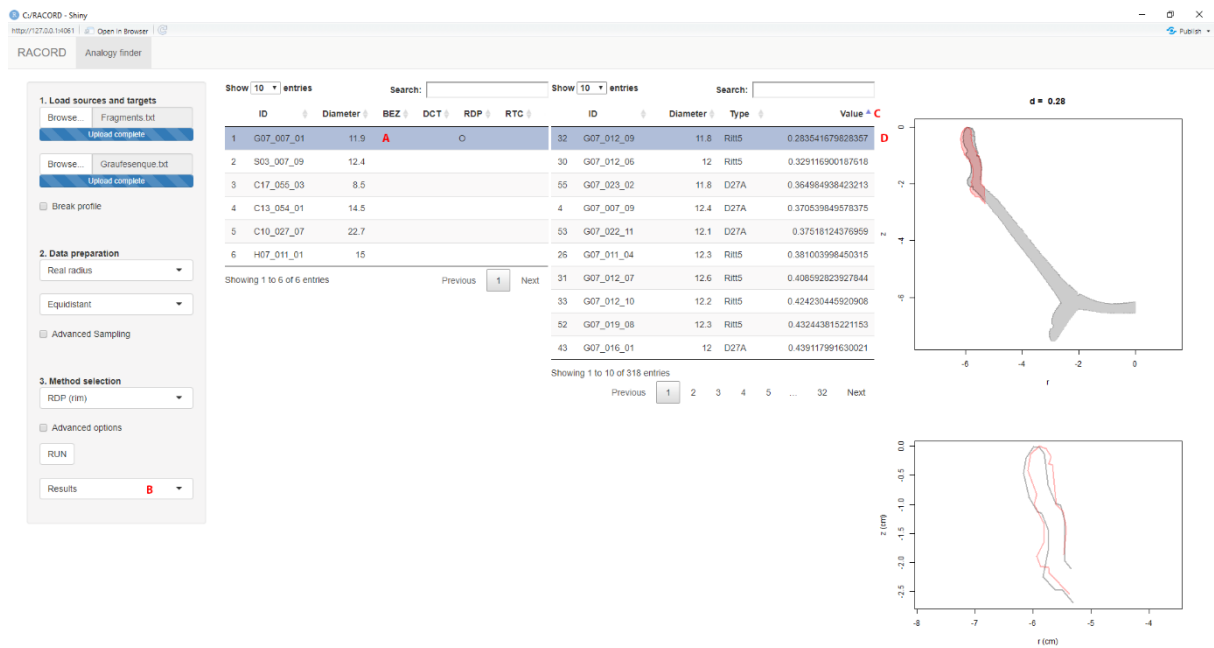 C:/RACORD - Shiny
http://127.0.0.1:4061 Open in Browser Publish
RACORD Analogy finder
1. Load sources and targets
Browse... Fragments.txt
Upload complete
Browse... Graufesenque.txt
Upload complete
Break profile
2. Data preparation
Real radius
Equidistant
Advanced Sampling
3. Method selection
RDP (rim)
Advanced options
RUN
Results B
Show 10 entries Search:
ID Diameter BEZ DCT RDP RTC
1 G07_007_01 11.9 A O
2 S03_007_09 12.4
3 C17_055_03 8.5
4 C13_054_01 14.5
5 C10_027_07 22.7
6 H07_011_01 15
Showing 1 to 6 of 6 entries
Previous 1 Next
Show 10 entries Search:
ID Diameter Type Value C
32 G07_012_09 11.8 Ritt5 0.283541679828357 D
30 G07_012_06 12 Ritt5 0.329116900187618
55 G07_023_02 11.8 D27A 0.364984938423213
4 G07_007_09 12.4 D27A 0.370539849578375
53 G07_022_11 12.1 D27A 0.37518124376959
26 G07_011_04 12.3 Ritt5 0.381003998450315
31 G07_012_07 12.6 Ritt5 0.408592823927844
33 G07_012_10 12.2 Ritt5 0.424230445920908
52 G07_019_08 12.3 Ritt5 0.432443815221153
43 G07_016_01 12 D27A 0.439117991630021
Showing 1 to 10 of 318 entries
Previous 1 2 3 4 5 ... 32 Next
d = 0.28
0
-2
-4
-6
z
-6 -4 -2 0
r
0.0
-0.5
-1.0
-1.5
-2.0
-2.5
z (cm)
-8 -7 -6 -5 -4
r (cm)